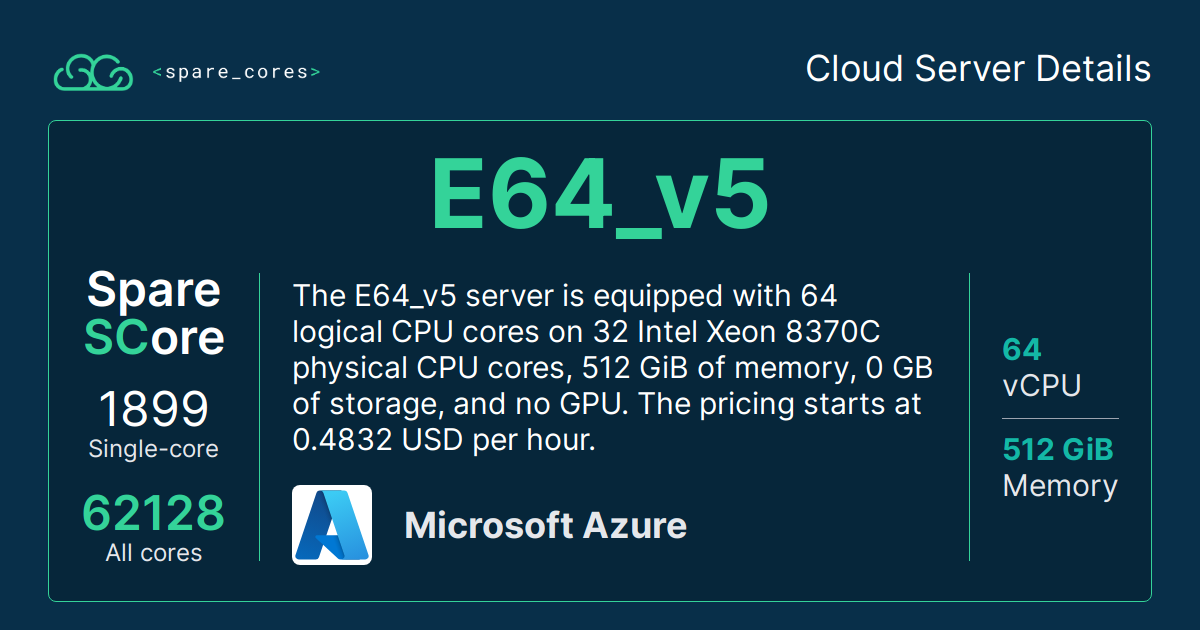 <spare_cores>
Cloud Server Details
E64_v5
Spare
SCore
1899
Single-core
62128
All cores
The E64_v5 server is equipped with 64
logical CPU cores on 32 Intel Xeon 8370C
physical CPU cores, 512 GiB of memory, 0 GB
of storage, and no GPU. The pricing starts at
0.4832 USD per hour.
Microsoft Azure
64
vCPU
512 GiB
Memory